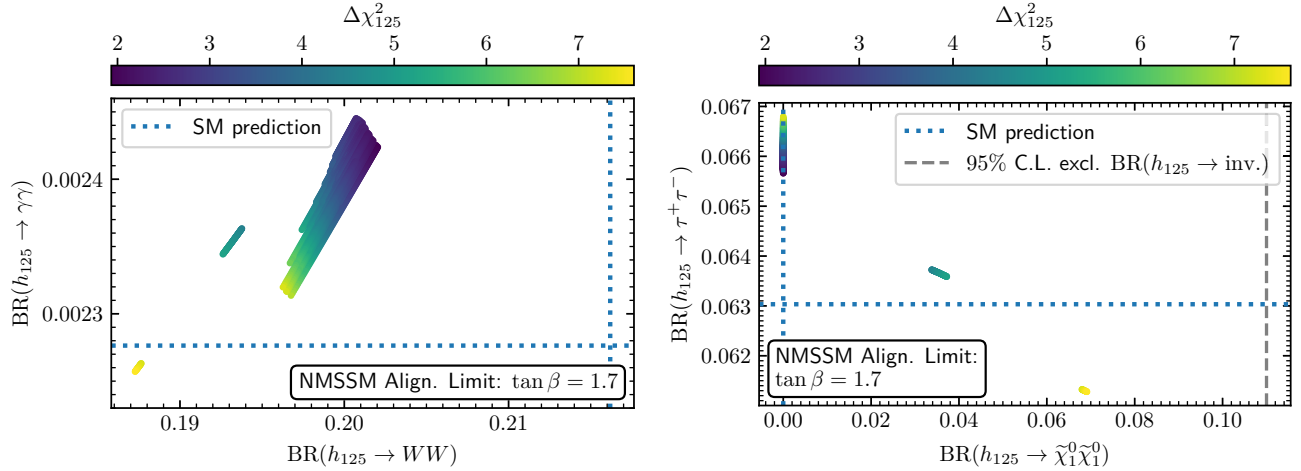 Δχ²₁₂₅
2 3 4 5 6 7
SM prediction
0.0024
0.0023
BR(h₁₂₅ → γγ)
NMSSM Align. Limit: tan β = 1.7
0.19 0.20 0.21
BR(h₁₂₅ → WW)
Δχ²₁₂₅
2 3 4 5 6 7
0.067
0.066
0.065
0.064
0.063
0.062
BR(h₁₂₅ → τ⁺τ⁻)
SM prediction
95% C.L. excl. BR(h₁₂₅ → inv.)
NMSSM Align. Limit:
tan β = 1.7
0.00 0.02 0.04 0.06 0.08 0.10
BR(h₁₂₅ → χ̃⁰₁χ̃⁰₁)